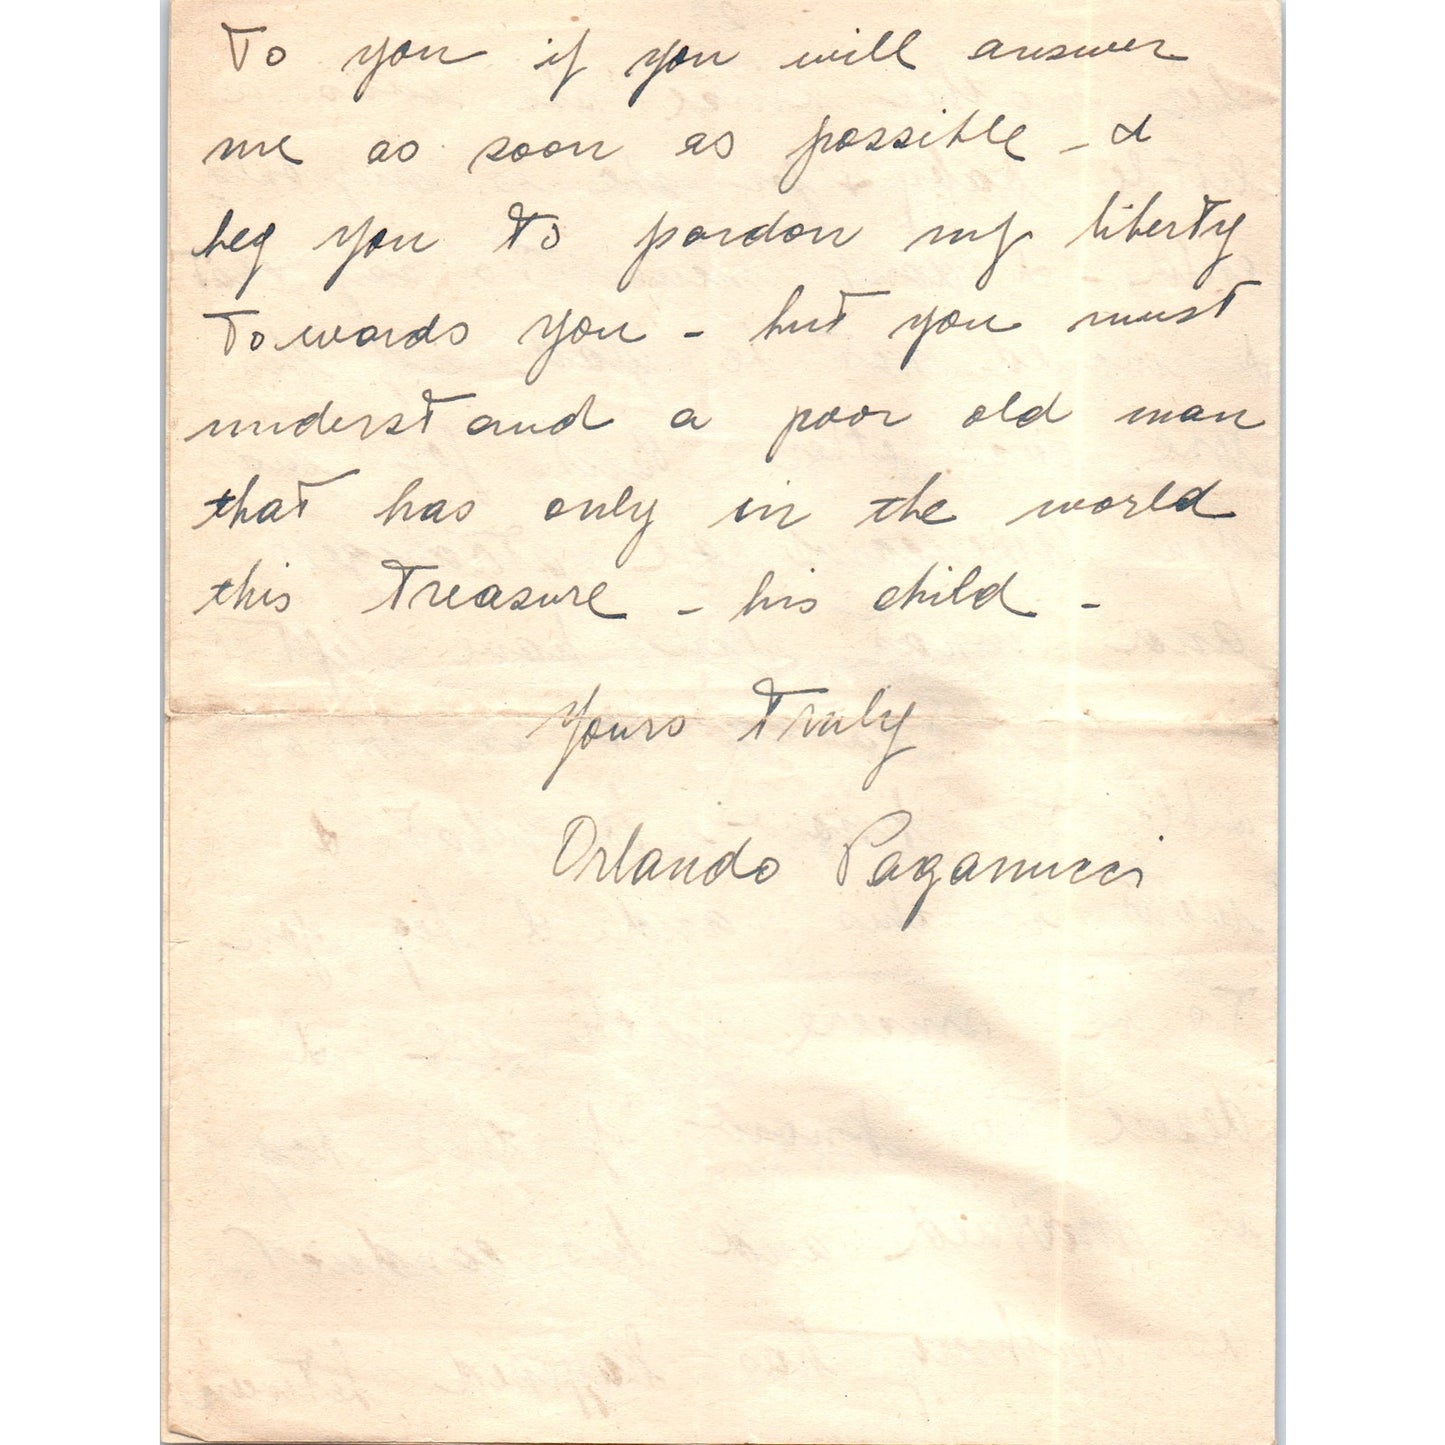 To you if you will answer
me as soon as possible - I
beg you to pardon my liberty
Towards you - but you must
understand a poor old man
that has only in the world
this treasure - his child -
Yours Truly
Orlando Paganucci